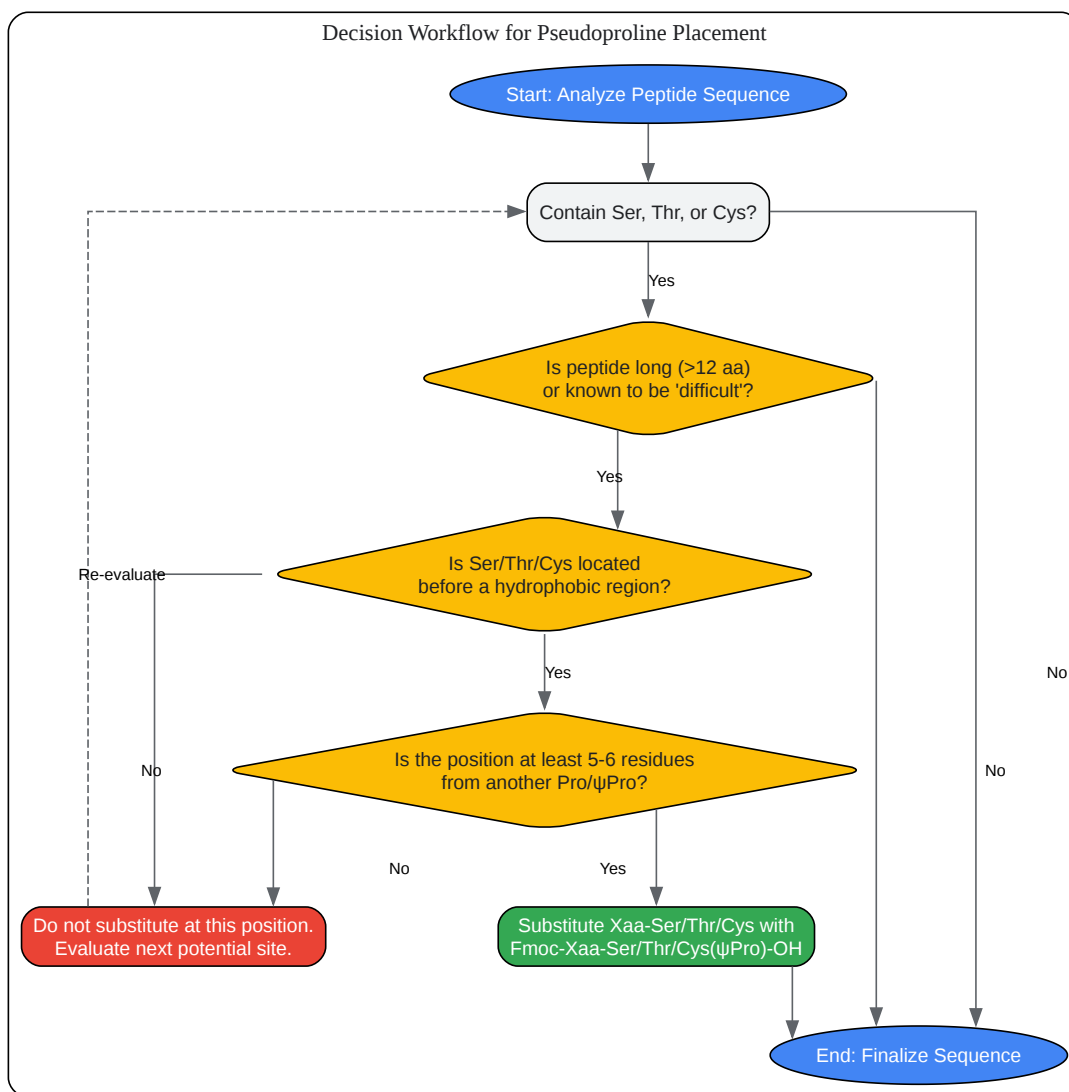 Decision Workflow for Pseudoproline Placement
Start: Analyze Peptide Sequence
Contain Ser, Thr, or Cys?
Yes
Is peptide long (>12 aa)
or known to be 'difficult'?
Yes
Is Ser/Thr/Cys located
before a hydrophobic region?
Re-evaluate
Yes
No
Is the position at least 5-6 residues
from another Pro/ψPro?
No
No
No
Yes
Do not substitute at this position.
Evaluate next potential site.
Substitute Xaa-Ser/Thr/Cys with
Fmoc-Xaa-Ser/Thr/Cys(ψPro)-OH
End: Finalize Sequence